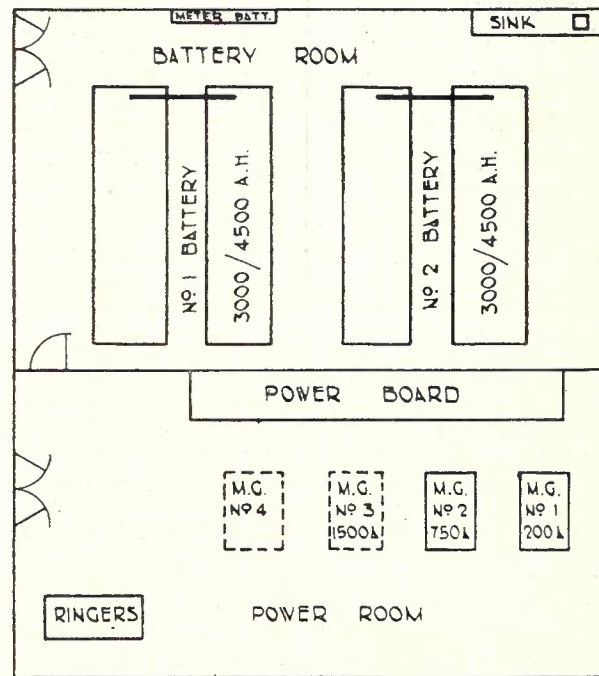 METER BATT.
SINK
BATTERY ROOM
Nº 1 BATTERY
3000/4500 A.H.
Nº 2 BATTERY
3000/4500 A.H.
POWER BOARD
M.G.
Nº 4
M.G.
Nº 3
1500A
M.G.
Nº 2
750A
M.G.
Nº 1
200A
RINGERS
POWER ROOM